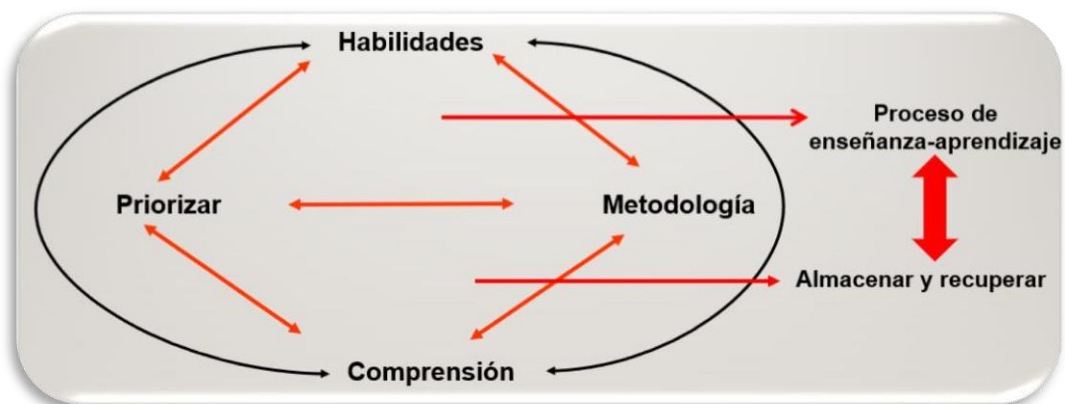 Habilidades
Proceso de
enseñanza-aprendizaje
Priorizar
Metodología
Almacenar y recuperar
Comprensión